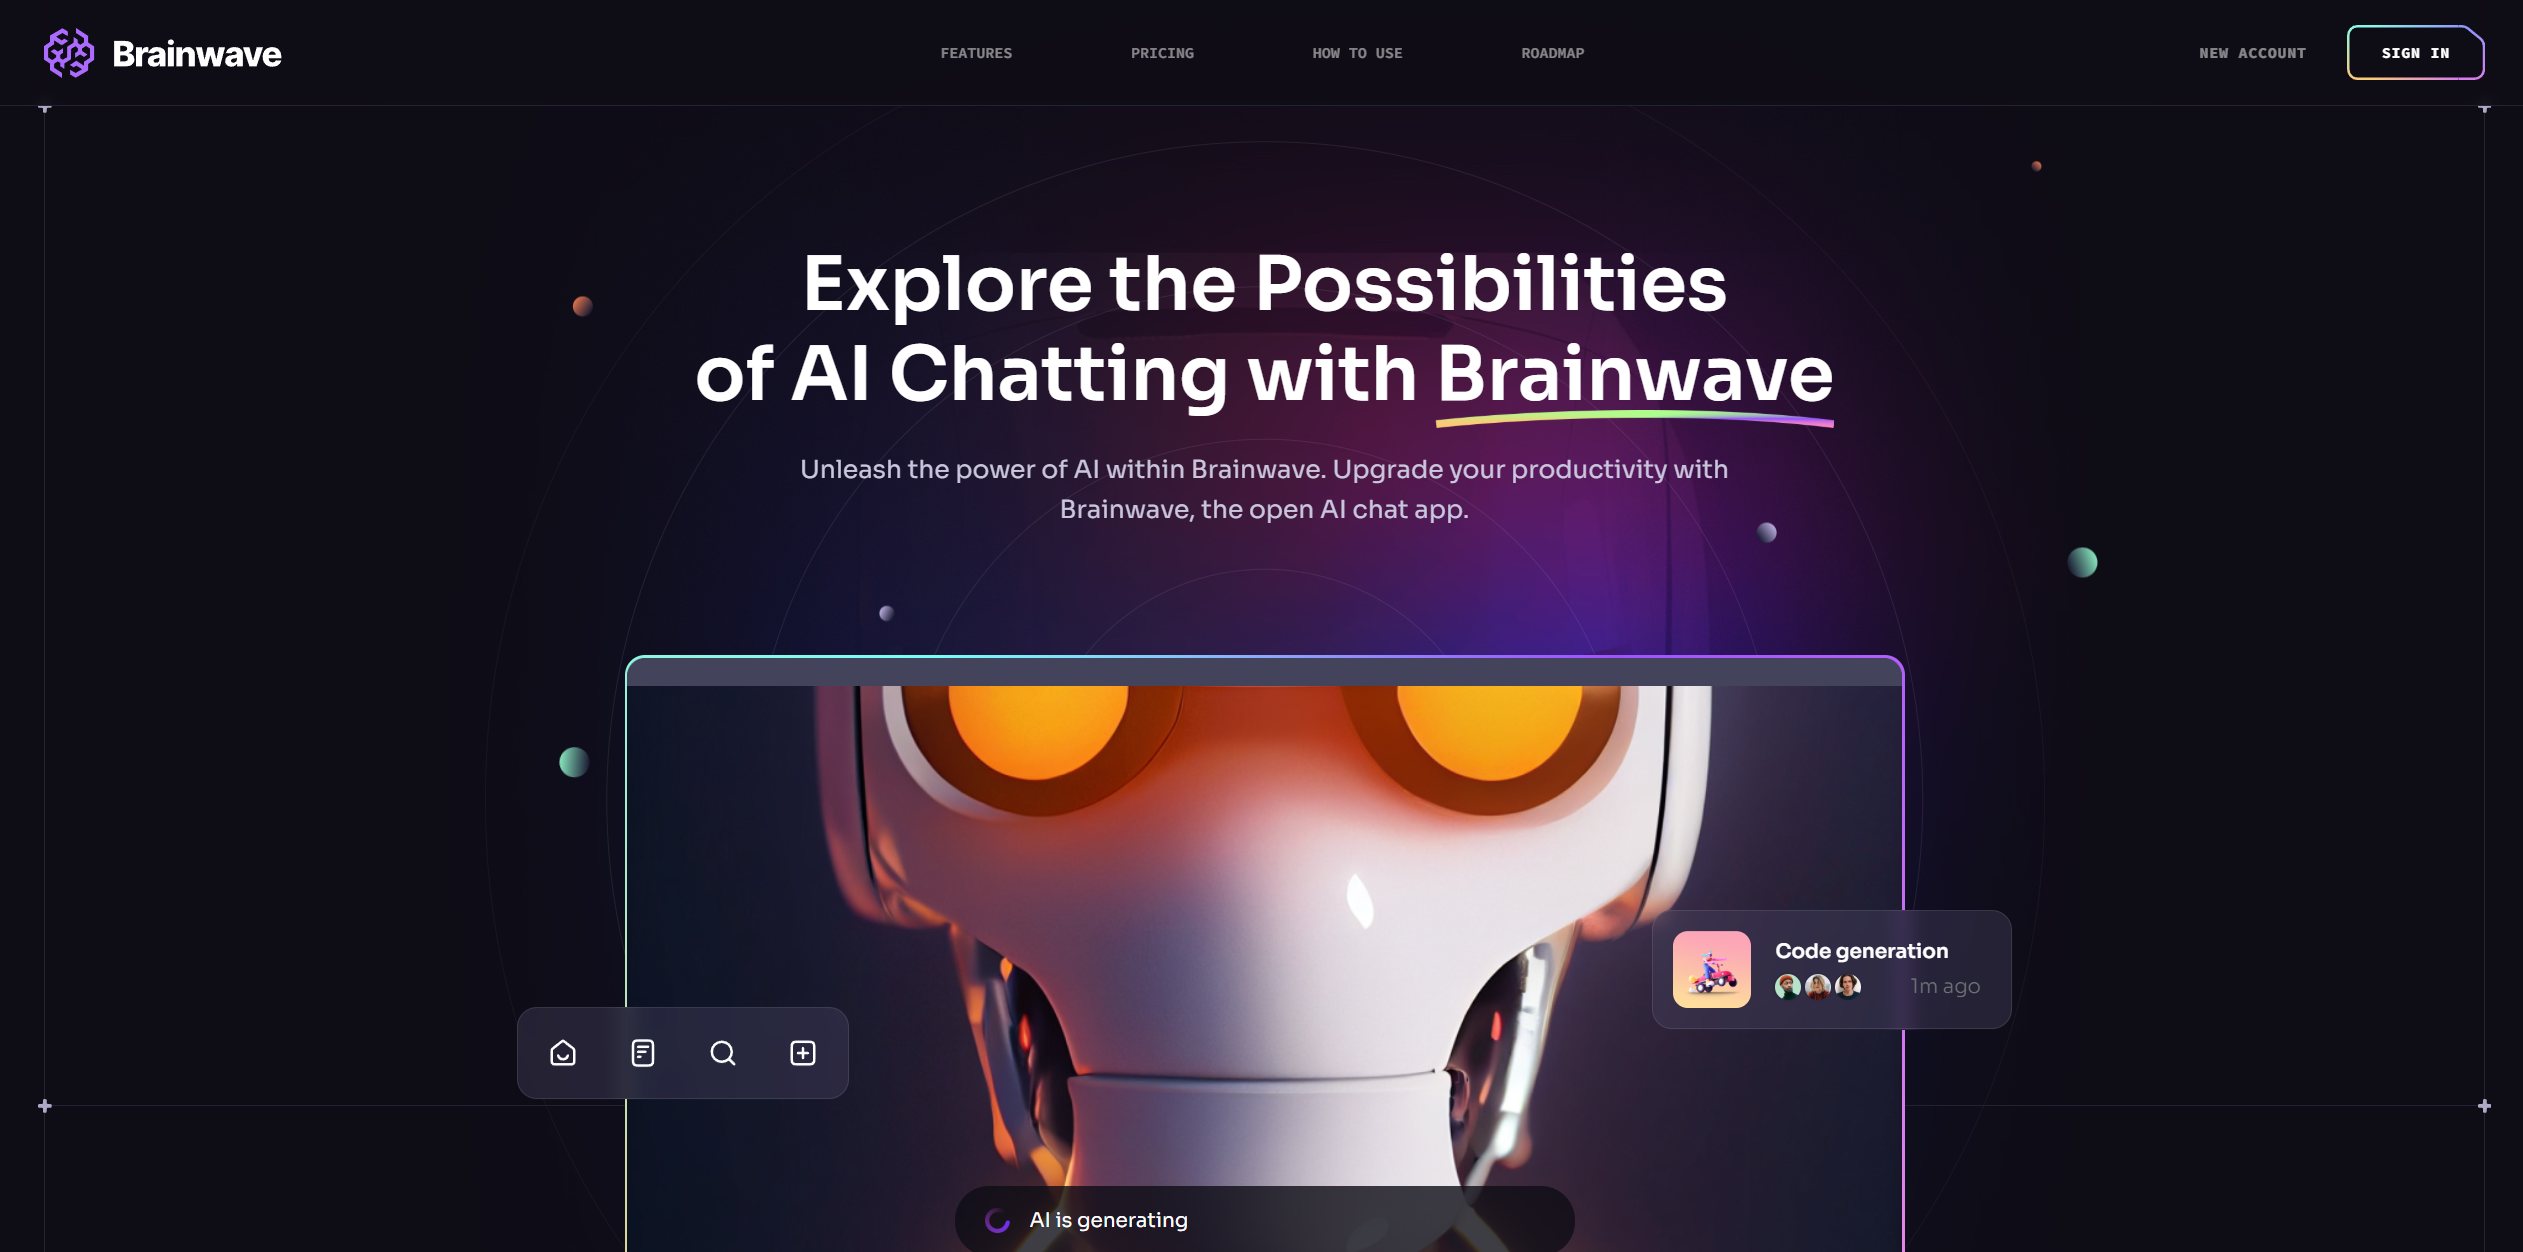 Brainwave
FEATURES
PRICING
HOW TO USE
ROADMAP
NEW ACCOUNT
SIGN IN
Explore the Possibilities
of AI Chatting with Brainwave
Unleash the power of AI within Brainwave. Upgrade your productivity with
Brainwave, the open AI chat app.
Code generation
1m ago
AI is generating